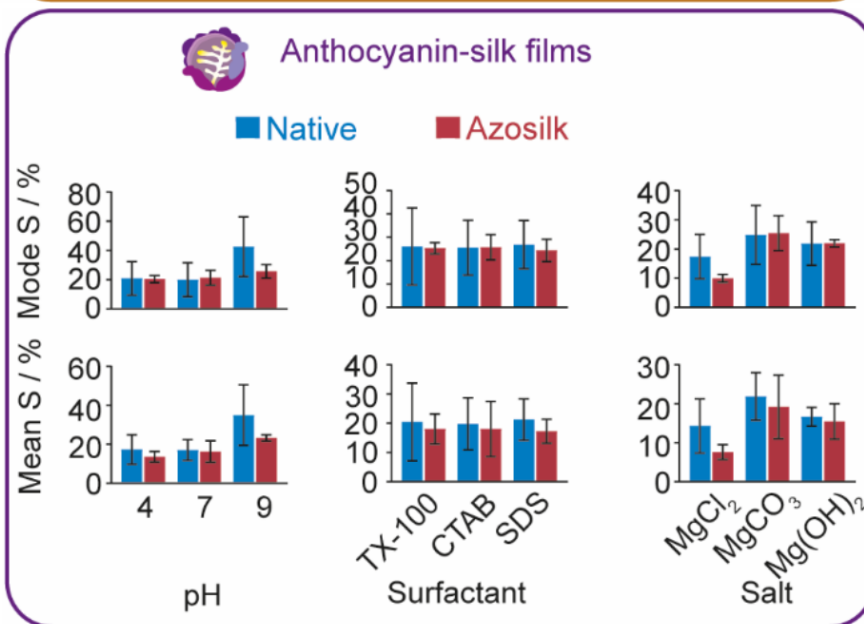 Anthocyanin-silk films
Native Azosilk
Mode S / %
80
60
40
20
0
50
40
30
20
10
0
40
30
20
10
0
Mean S / %
60
40
20
0
4 7 9
pH
40
30
20
10
0
TX-100 CTAB SDS
Surfactant
30
20
10
0
MgCl₂ MgCO₃ Mg(OH)₂
Salt